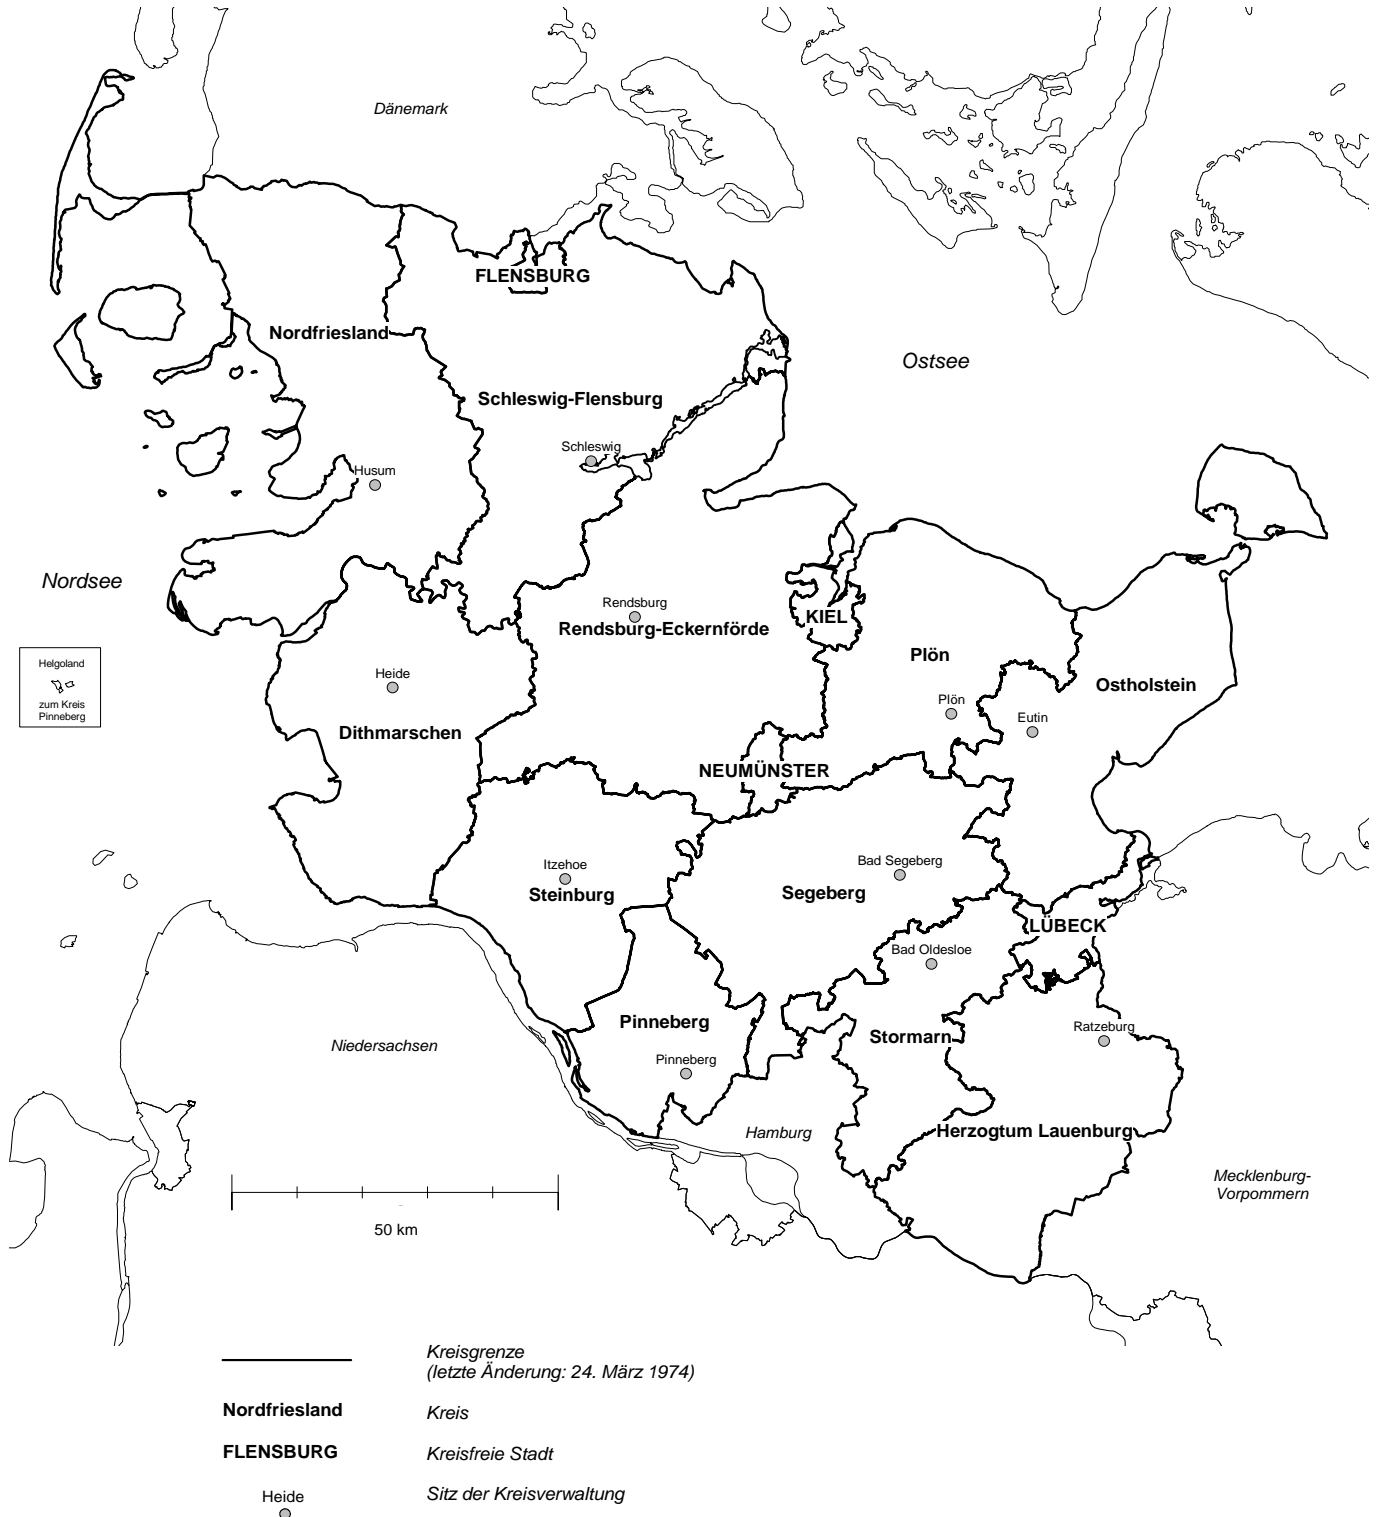 Dänemark
FLENSBURG
Nordfriesland
Ostsee
Schleswig-Flensburg
Schleswig
Husum
Nordsee
Rendsburg
Rendsburg-Eckernförde
KIEL
Plön
Helgoland
zum Kreis
Pinneberg
Heide
Ostholstein
Plön
Eutin
Dithmarschen
NEUMÜNSTER
Itzehoe
Steinburg
Bad Segeberg
Segeberg
LÜBECK
Bad Oldesloe
Pinneberg
Ratzeburg
Stormarn
Niedersachsen
Pinneberg
Hamburg
Herzogtum Lauenburg
Mecklenburg-
Vorpommern
50 km
Kreisgrenze
(letzte Änderung: 24. März 1974)
Nordfriesland Kreis
FLENSBURG Kreisfreie Stadt
Heide Sitz der Kreisverwaltung